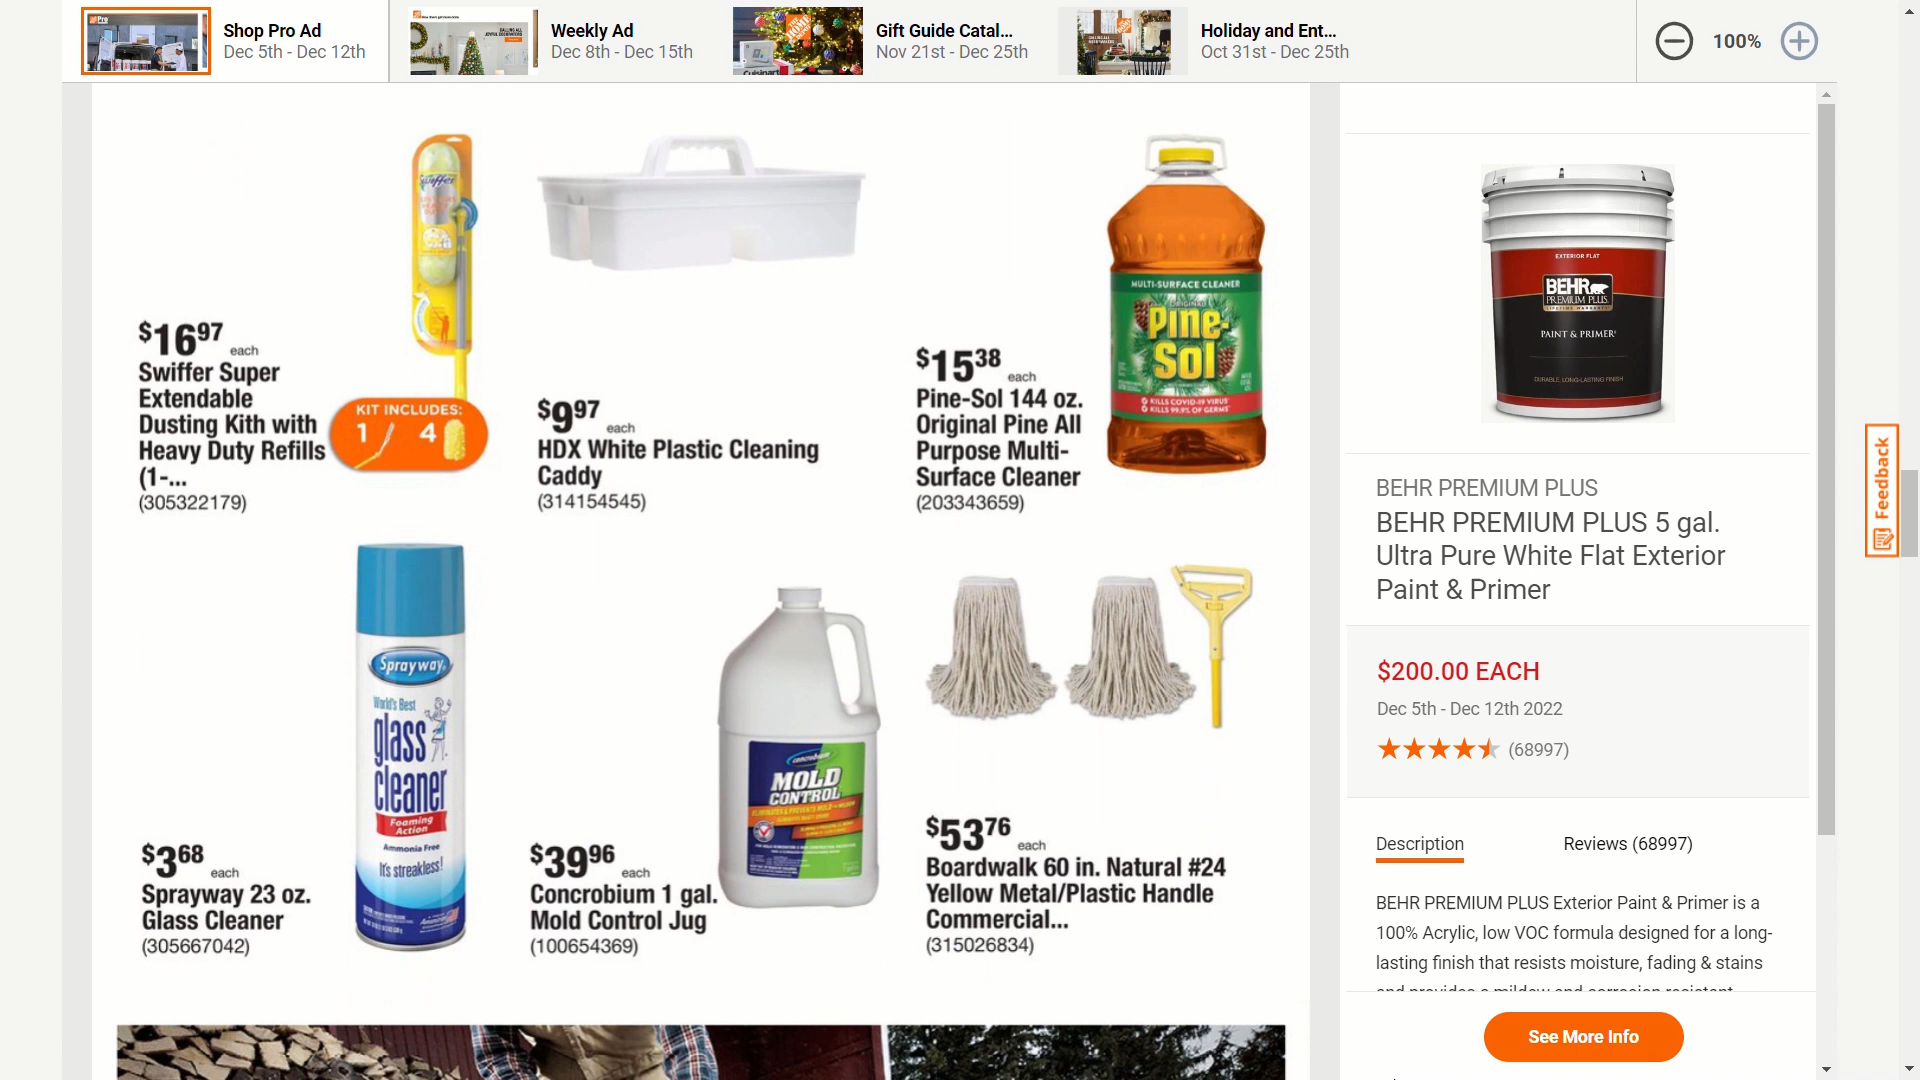 Shop Pro Ad
Dec 5th - Dec 12th
Weekly Ad
Dec 8th - Dec 15th
Gift Guide Catal...
Nov 21st - Dec 25th
Holiday and Ent...
Oct 31st - Dec 25th
100%
$16 97 each
Swiffer Super
Extendable
Dusting Kith with
Heavy Duty Refills
(1-...
(305322179)
Swiffer
KIT INCLUDES:
1 4
$9 97 each
HDX White Plastic Cleaning
Caddy
(314154545)
$15 38 each
Pine-Sol 144 oz.
Original Pine All
Purpose Multi-
Surface Cleaner
(203343659)
MULTI-SURFACE CLEANER
ORIGINAL
Pine-
Sol
KILLS COVID-19 VIRUS
KILLS 99.9% OF GERMS
$3 68 each
Sprayway 23 oz.
Glass Cleaner
(305667042)
Sprayway
World's Best
glass
cleaner
Foaming
Action
Ammonia Free
It's streakless!
$39 96 each
Concrobium 1 gal.
Mold Control Jug
(100654369)
concrobium
MOLD
CONTROL
$53 76 each
Boardwalk 60 in. Natural #24
Yellow Metal/Plastic Handle
Commercial...
(315026834)
EXTERIOR FLAT
BEHR
PREMIUM PLUS
PAINT & PRIMER
DURABLE, LONG-LASTING FINISH
BEHR PREMIUM PLUS
BEHR PREMIUM PLUS 5 gal.
Ultra Pure White Flat Exterior
Paint & Primer
$200.00 EACH
Dec 5th - Dec 12th 2022
(68997)
Description
Reviews (68997)
BEHR PREMIUM PLUS Exterior Paint & Primer is a
100% Acrylic, low VOC formula designed for a long-
lasting finish that resists moisture, fading & stains
and provides a mildew and corrosion resistant
See More Info
Feedback